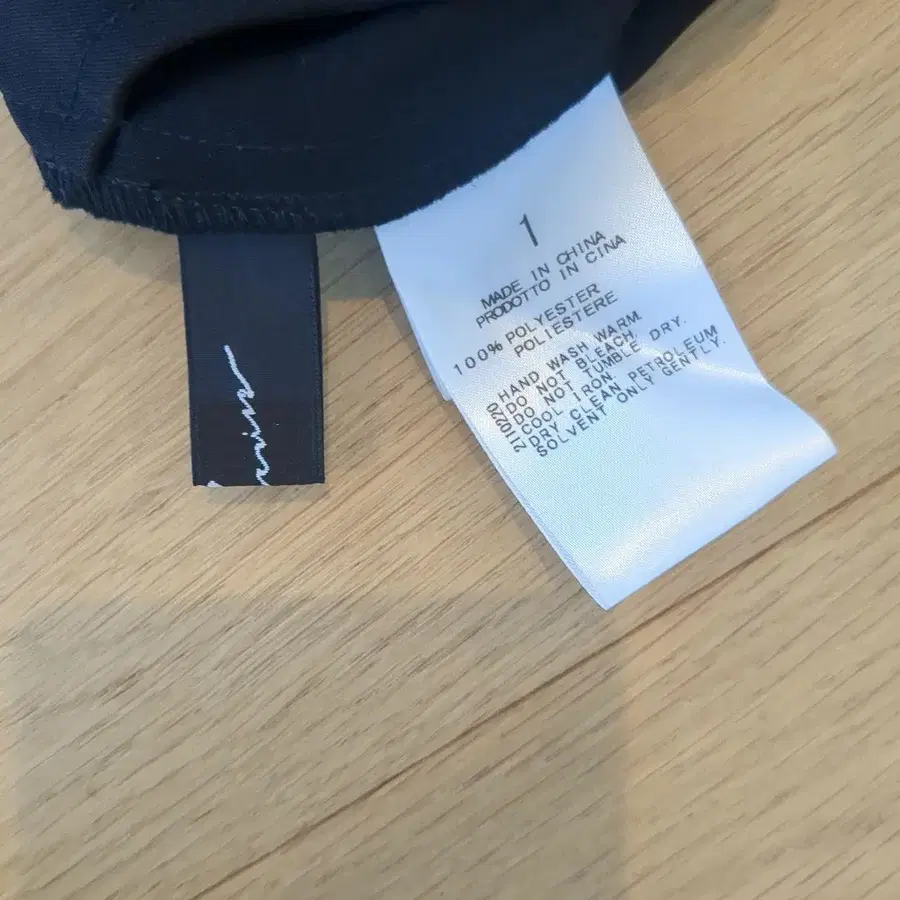 1
MADE IN CHINA
PRODOTTO IN CINA
100% POLYESTER
POLIESTERE
HAND WASH WARM.
DO NOT BLEACH.
DO NOT TUMBLE DRY.
COOL IRON.
DRY CLEAN PETROLEUM
SOLVENT ONLY GENTLY.